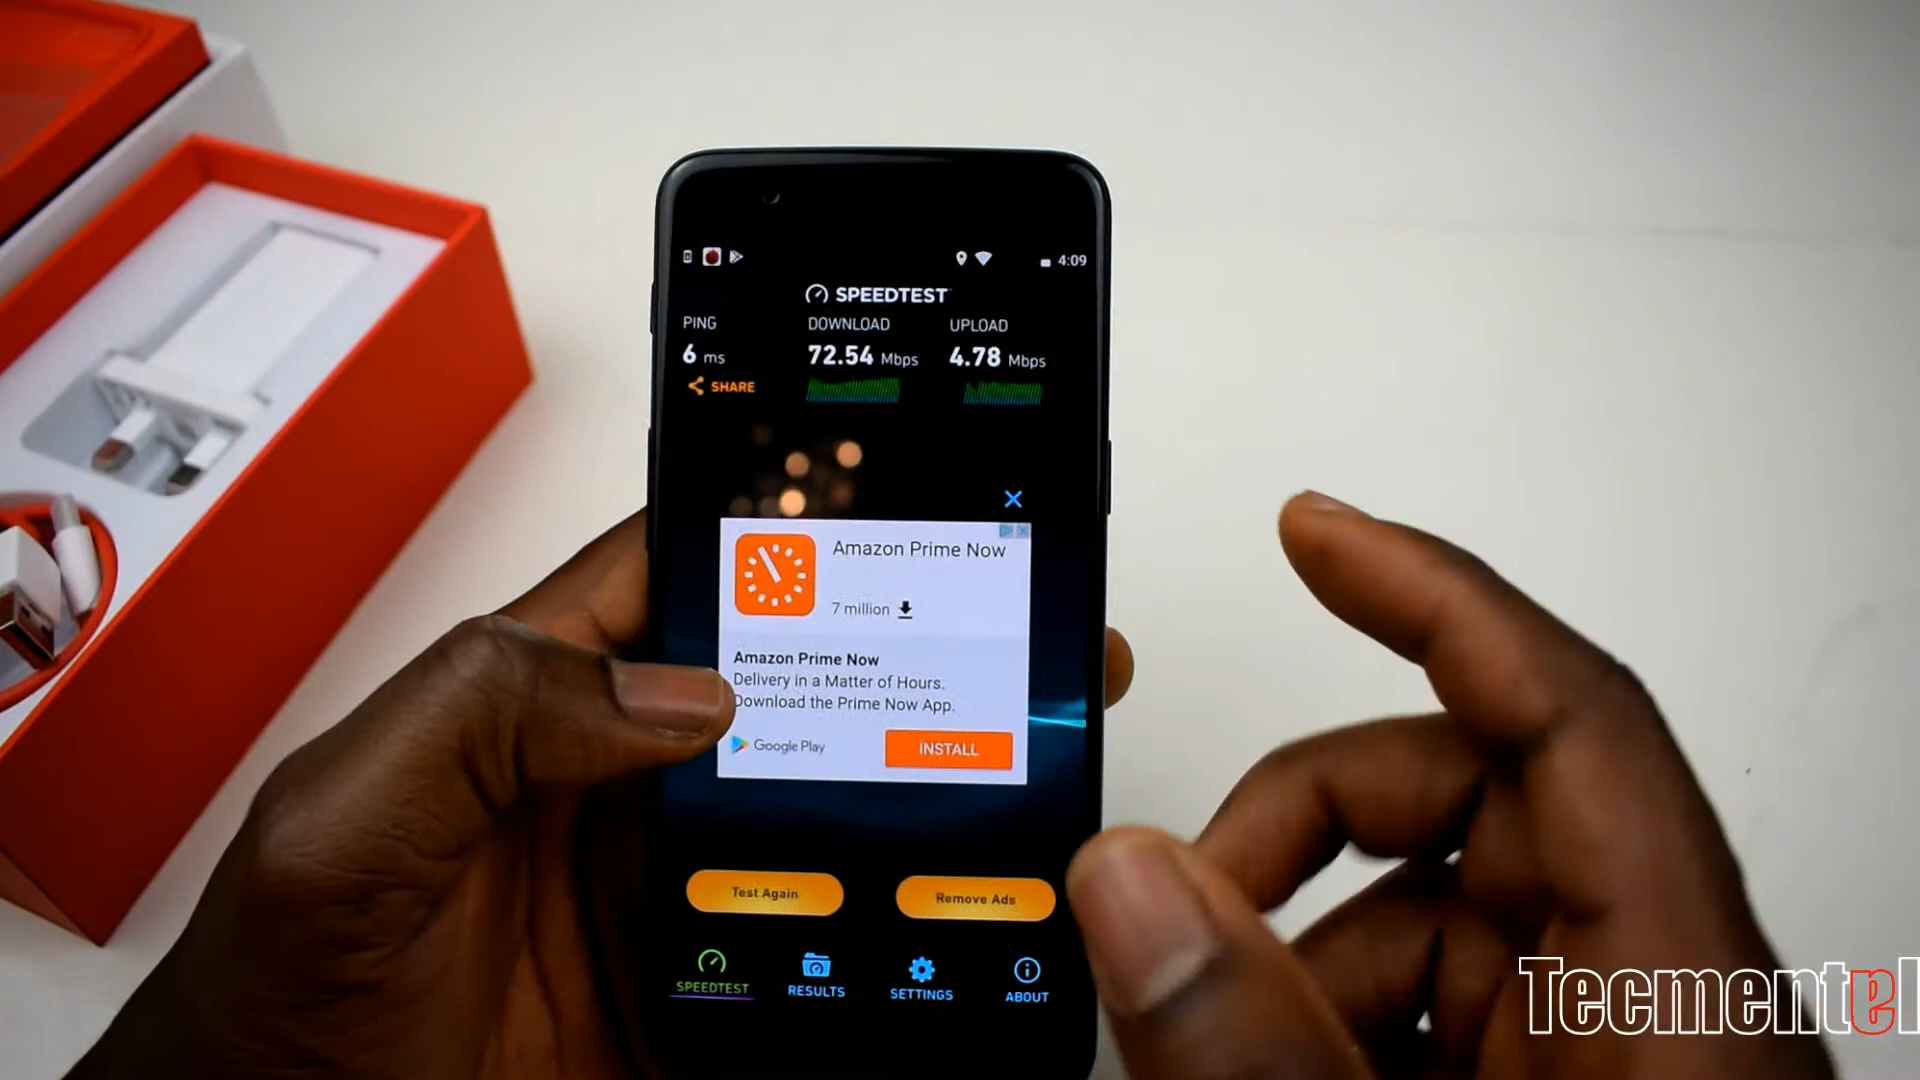 4:09
SPEEDTEST
PING DOWNLOAD UPLOAD
6 ms 72.54 Mbps 4.78 Mbps
SHARE
Amazon Prime Now
7 million
Amazon Prime Now
Delivery in a Matter of Hours.
Download the Prime Now App.
Google Play INSTALL
Test Again Remove Ads
SPEEDTEST RESULTS SETTINGS ABOUT
Tecmentel